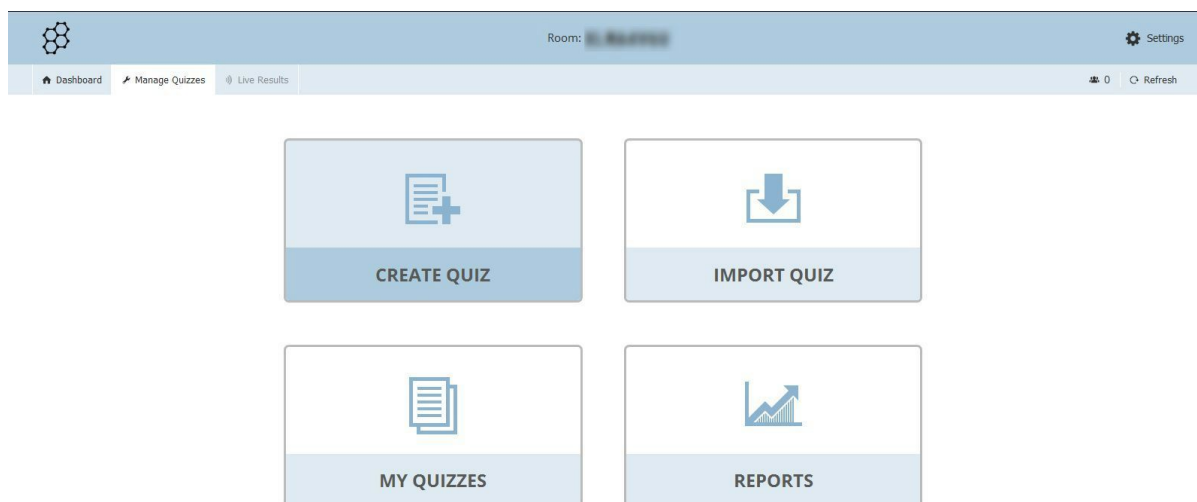 Room:
Settings
Dashboard Manage Quizzes Live Results 0 Refresh
CREATE QUIZ IMPORT QUIZ
MY QUIZZES REPORTS